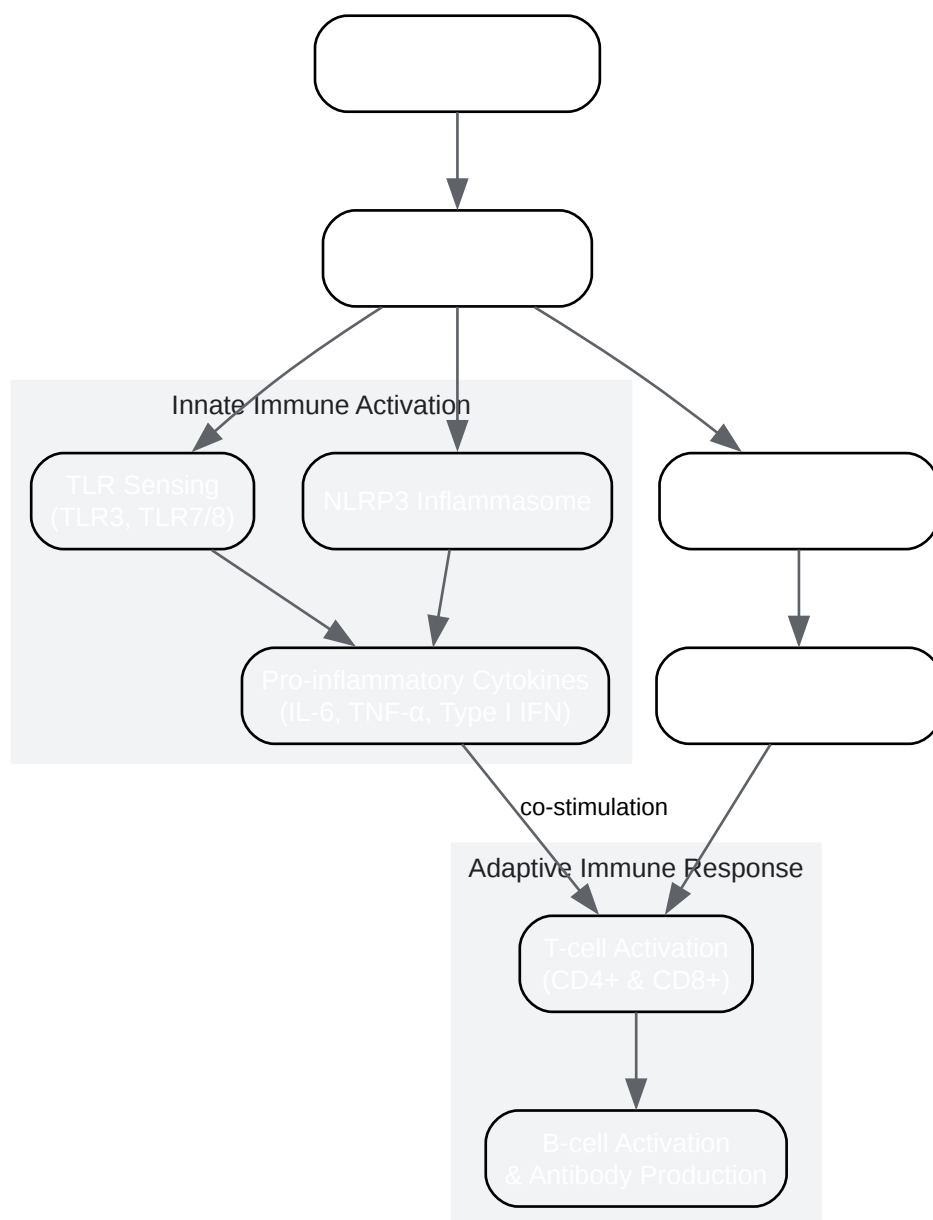 Innate Immune Activation
TLR Sensing
(TLR3, TLR7/8)
NLRP3 Inflammasome
Pro-inflammatory Cytokines
(IL-6, TNF-α, Type I IFN)
co-stimulation
Adaptive Immune Response
T-cell Activation
(CD4+ & CD8+)
B-cell Activation
& Antibody Production